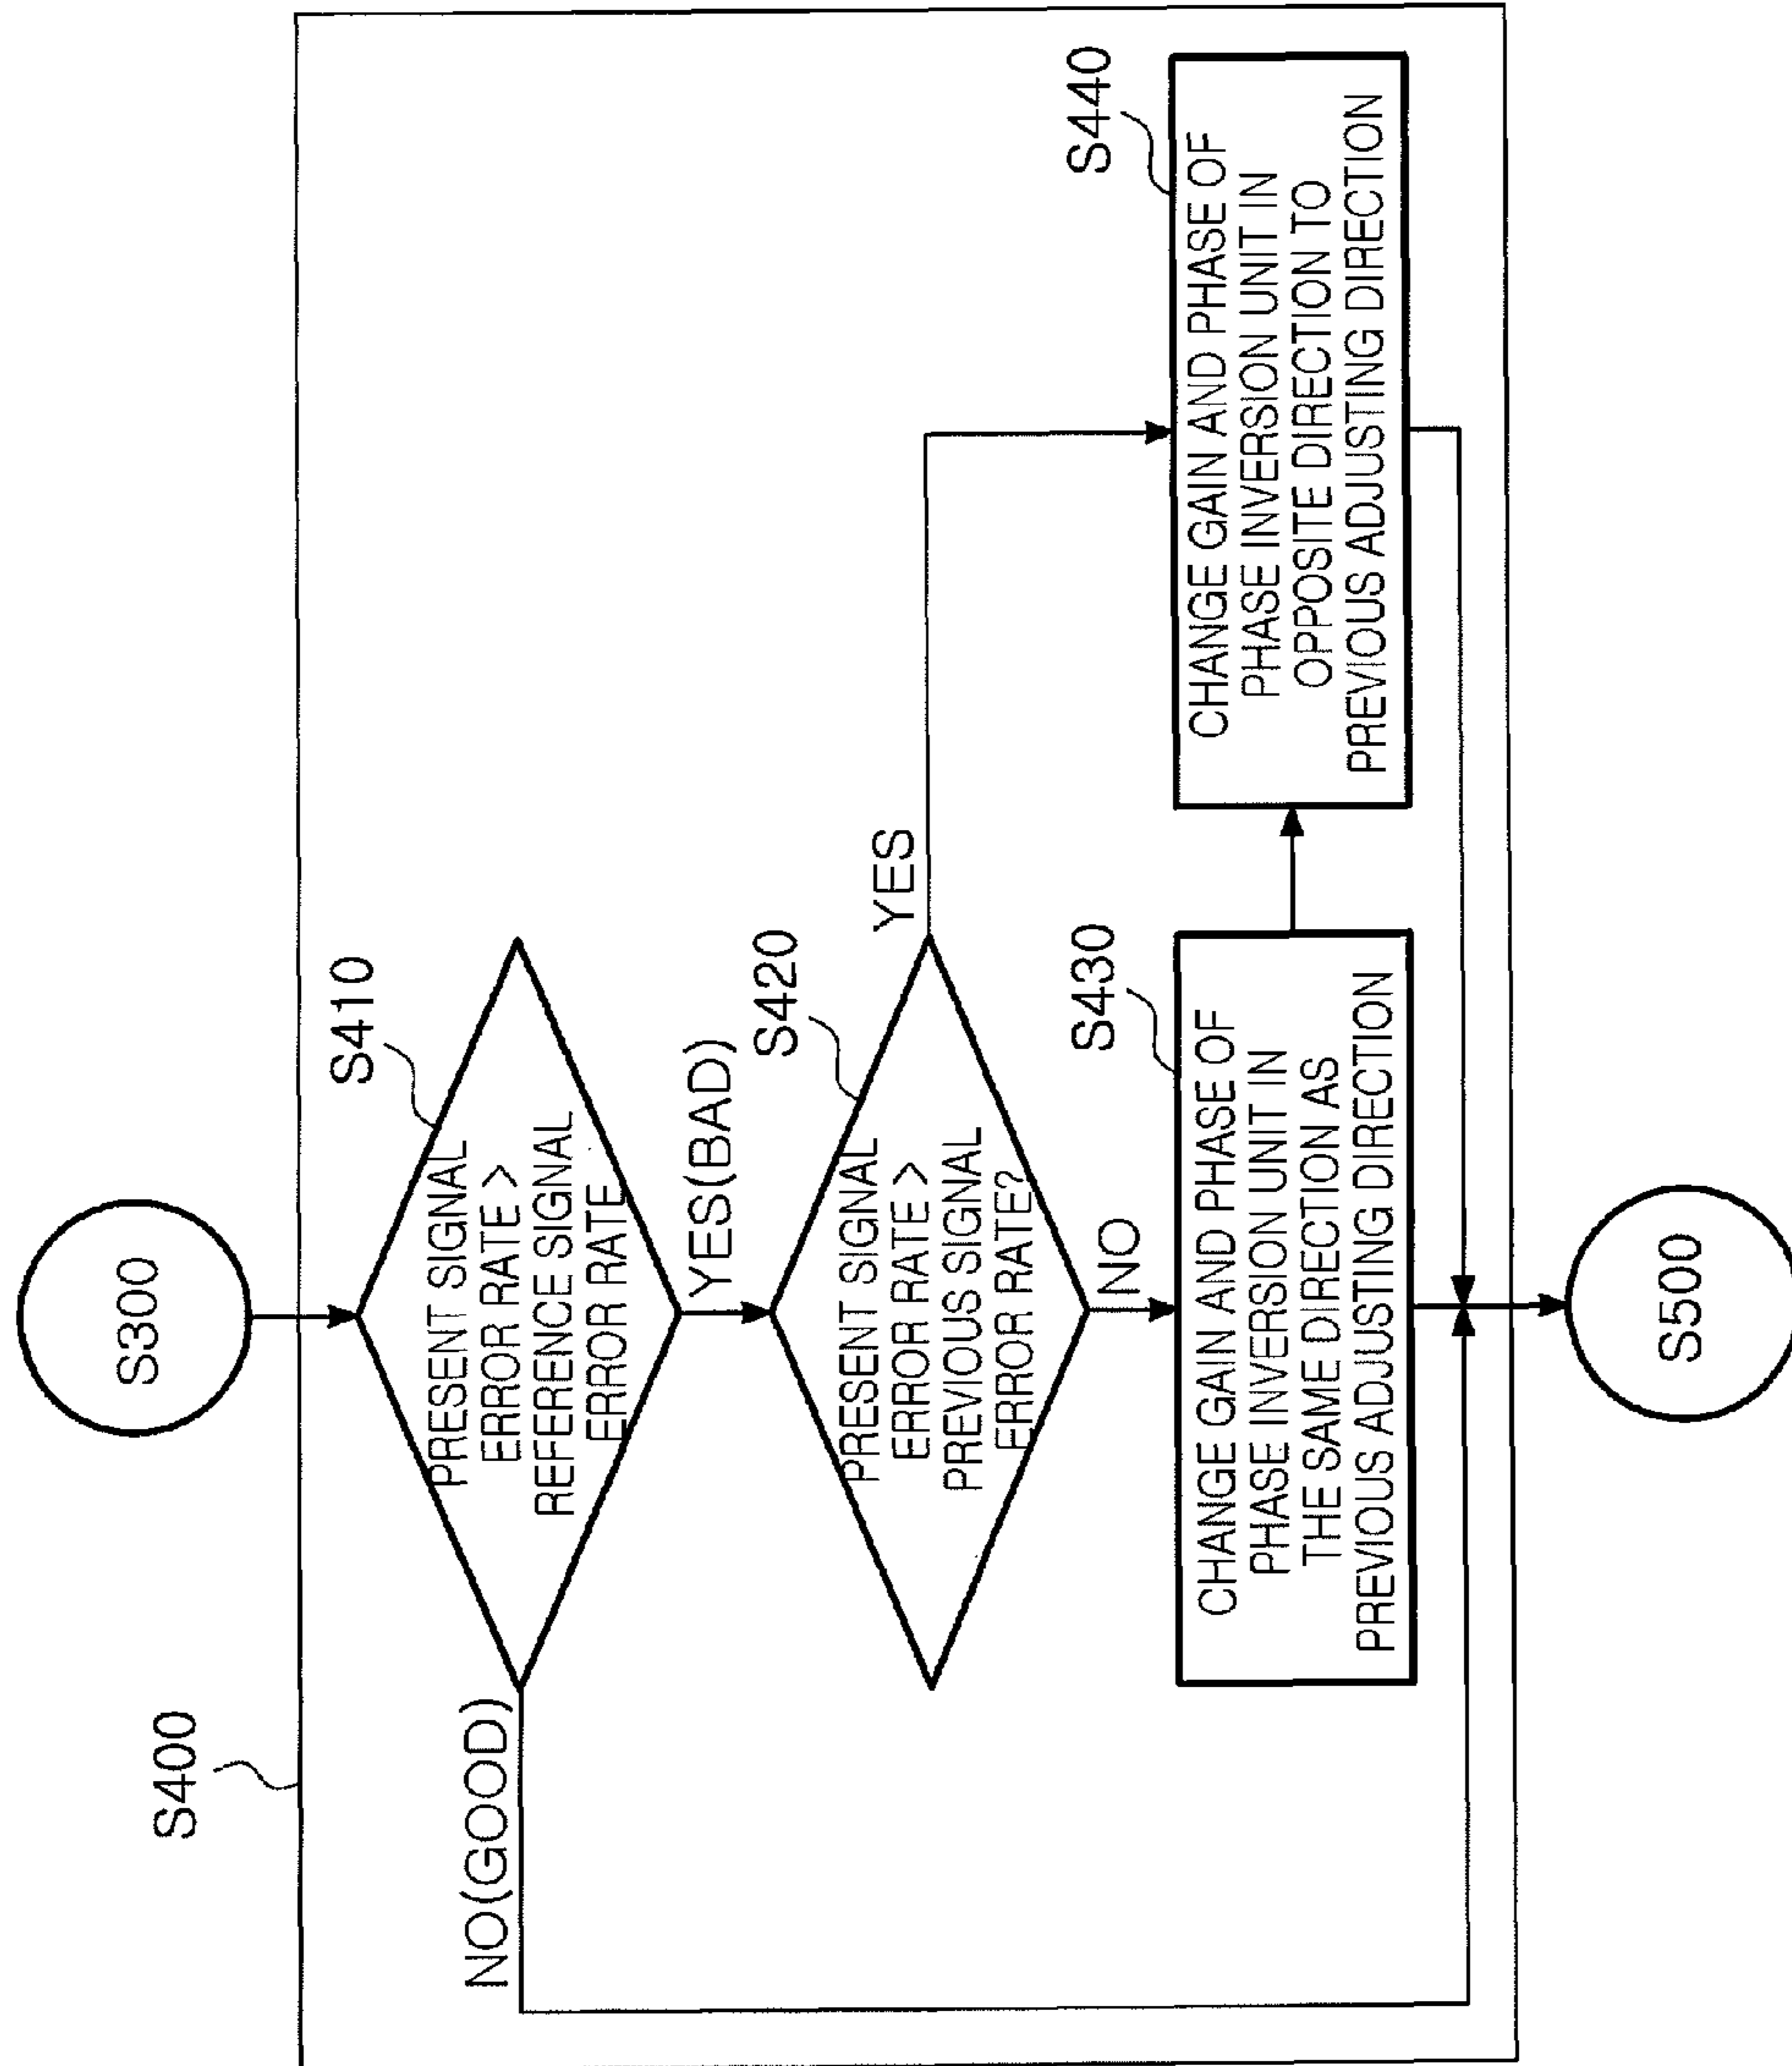 S300
S400
S410
PRESENT SIGNAL
ERROR RATE >
REFERENCE SIGNAL
ERROR RATE
NO(GOOD)
YES(BAD)
S420
PRESENT SIGNAL
ERROR RATE >
PREVIOUS SIGNAL
ERROR RATE?
YES
NO
S430
CHANGE GAIN AND PHASE OF
PHASE INVERSION UNIT IN
THE SAME DIRECTION AS
PREVIOUS ADJUSTING DIRECTION
S440
CHANGE GAIN AND PHASE OF
PHASE INVERSION UNIT IN
OPPOSITE DIRECTION TO
PREVIOUS ADJUSTING DIRECTION
S500